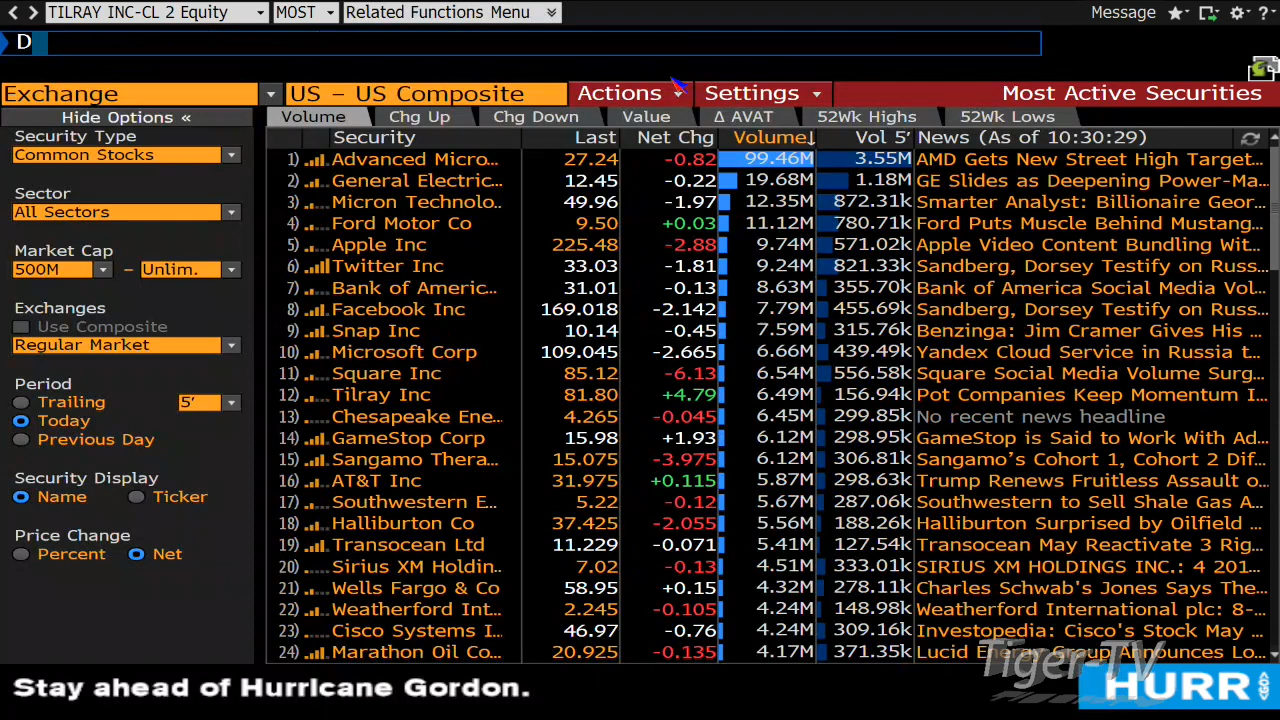 TILRAY INC-CL 2 Equity MOST Related Functions Menu Message ?
D
Exchange US - US Composite Actions Settings Most Active Securities
Hide Options « Volume Chg Up Chg Down Value Δ AVAT 52Wk Highs 52Wk Lows
Security Type
Common Stocks
Sector
All Sectors
Market Cap
500M - Unlim.
Exchanges
Use Composite
Regular Market
Period
Trailing 5'
Today
Previous Day
Security Display
Name Ticker
Price Change
Percent Net
Security Last Net Chg Volume↓ Vol 5' News (As of 10:30:29)
1) Advanced Micro... 27.24 -0.82 99.46M 3.55M AMD Gets New Street High Target...
2) General Electric... 12.45 -0.22 19.68M 1.18M GE Slides as Deepening Power-Ma...
3) Micron Technolo... 49.96 -1.97 12.35M 872.31k Smarter Analyst: Billionaire Geor...
4) Ford Motor Co 9.50 +0.03 11.12M 780.71k Ford Puts Muscle Behind Mustang...
5) Apple Inc 225.48 -2.88 9.74M 571.02k Apple Video Content Bundling Wit...
6) Twitter Inc 33.03 -1.81 9.24M 821.33k Sandberg, Dorsey Testify on Russ...
7) Bank of Americ... 31.01 -0.13 8.63M 355.70k Bank of America Social Media Vol...
8) Facebook Inc 169.018 -2.142 7.79M 455.69k Sandberg, Dorsey Testify on Russ...
9) Snap Inc 10.14 -0.45 7.59M 315.76k Benzinga: Jim Cramer Gives His ...
10) Microsoft Corp 109.045 -2.665 6.66M 439.49k Yandex Cloud Service in Russia t...
11) Square Inc 85.12 -6.13 6.54M 556.58k Square Social Media Volume Surg...
12) Tilray Inc 81.80 +4.79 6.49M 156.94k Pot Companies Keep Momentum I...
13) Chesapeake Ene... 4.265 -0.045 6.45M 299.85k No recent news headline
14) GameStop Corp 15.98 +1.93 6.12M 298.95k GameStop is Said to Work With Ad...
15) Sangamo Thera... 15.075 -3.975 6.12M 306.81k Sangamo's Cohort 1, Cohort 2 Dif...
16) AT&T Inc 31.975 +0.115 5.87M 298.63k Trump Renews Fruitless Assault o...
17) Southwestern E... 5.22 -0.12 5.67M 287.06k Southwestern to Sell Shale Gas A...
18) Halliburton Co 37.425 -2.055 5.56M 188.26k Halliburton Surprised by Oilfield ...
19) Transocean Ltd 11.229 -0.071 5.41M 127.54k Transocean May Reactivate 3 Rig...
20) Sirius XM Holdin... 7.02 -0.13 4.51M 333.01k SIRIUS XM HOLDINGS INC.: 4 201...
21) Wells Fargo & Co 58.95 +0.15 4.32M 278.11k Charles Schwab's Jones Says The...
22) Weatherford Int... 2.245 -0.105 4.24M 148.98k Weatherford International plc: 8-...
23) Cisco Systems I... 46.97 -0.76 4.24M 309.16k Investopedia: Cisco's Stock May ...
24) Marathon Oil Co... 20.925 -0.135 4.17M 371.35k Lucid Energy Group Announces Lo...
Tiger-TV
Stay ahead of Hurricane Gordon. HURR